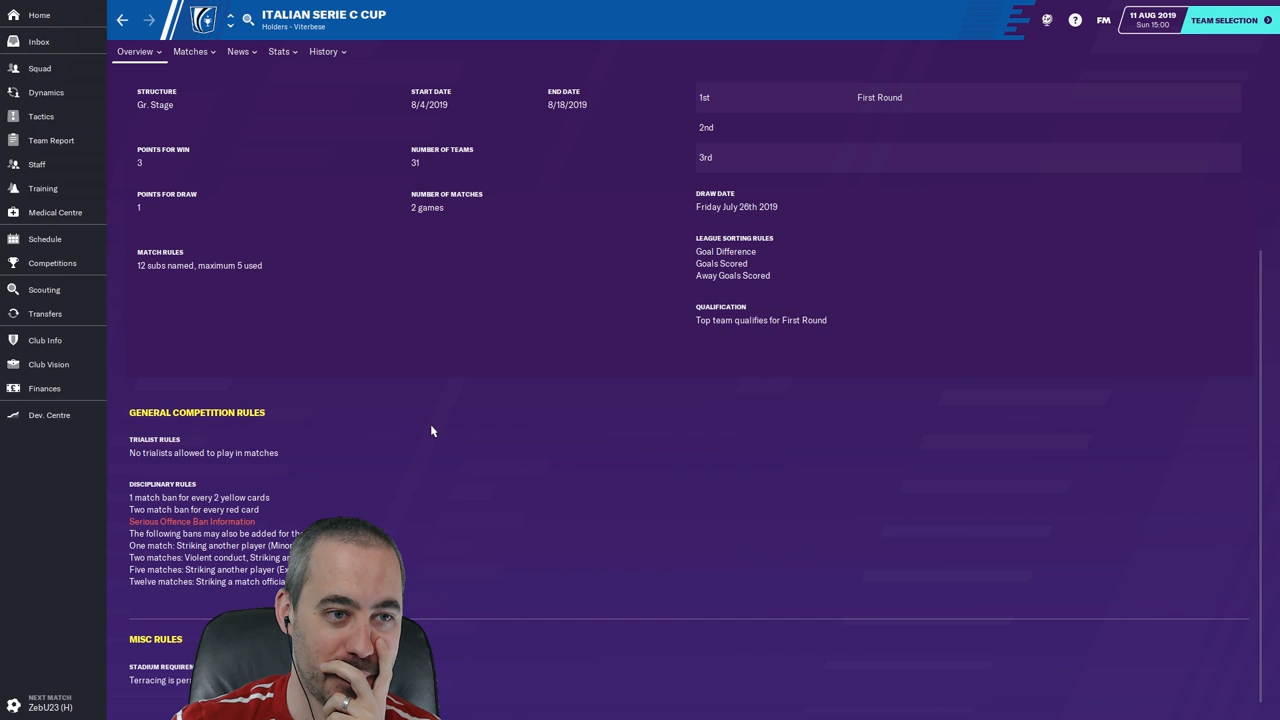 Home
Inbox
Squad
Dynamics
Tactics
Team Report
Staff
Training
Medical Centre
Schedule
Competitions
Scouting
Transfers
Club Info
Club Vision
Finances
Dev. Centre
NEXT MATCH
ZebU23 (H)
ITALIAN SERIE C CUP
Holders - Viterbese
?
FM
11 AUG 2019
Sun 15:00
TEAM SELECTION
Overview
Matches
News
Stats
History
STRUCTURE
Gr. Stage
START DATE
8/4/2019
END DATE
8/18/2019
POINTS FOR WIN
3
NUMBER OF TEAMS
31
POINTS FOR DRAW
1
NUMBER OF MATCHES
2 games
MATCH RULES
12 subs named, maximum 5 used
1st First Round
2nd
3rd
DRAW DATE
Friday July 26th 2019
LEAGUE SORTING RULES
Goal Difference
Goals Scored
Away Goals Scored
QUALIFICATION
Top team qualifies for First Round
GENERAL COMPETITION RULES
TRIALIST RULES
No trialists allowed to play in matches
DISCIPLINARY RULES
1 match ban for every 2 yellow cards
Two match ban for every red card
Serious Offence Ban Information
The following bans may also be added for
One match: Striking another player
Two matches: Violent conduct, Striking
Five matches: Striking another player
Twelve matches: Striking a match
MISC RULES
STADIUM
Terracing is